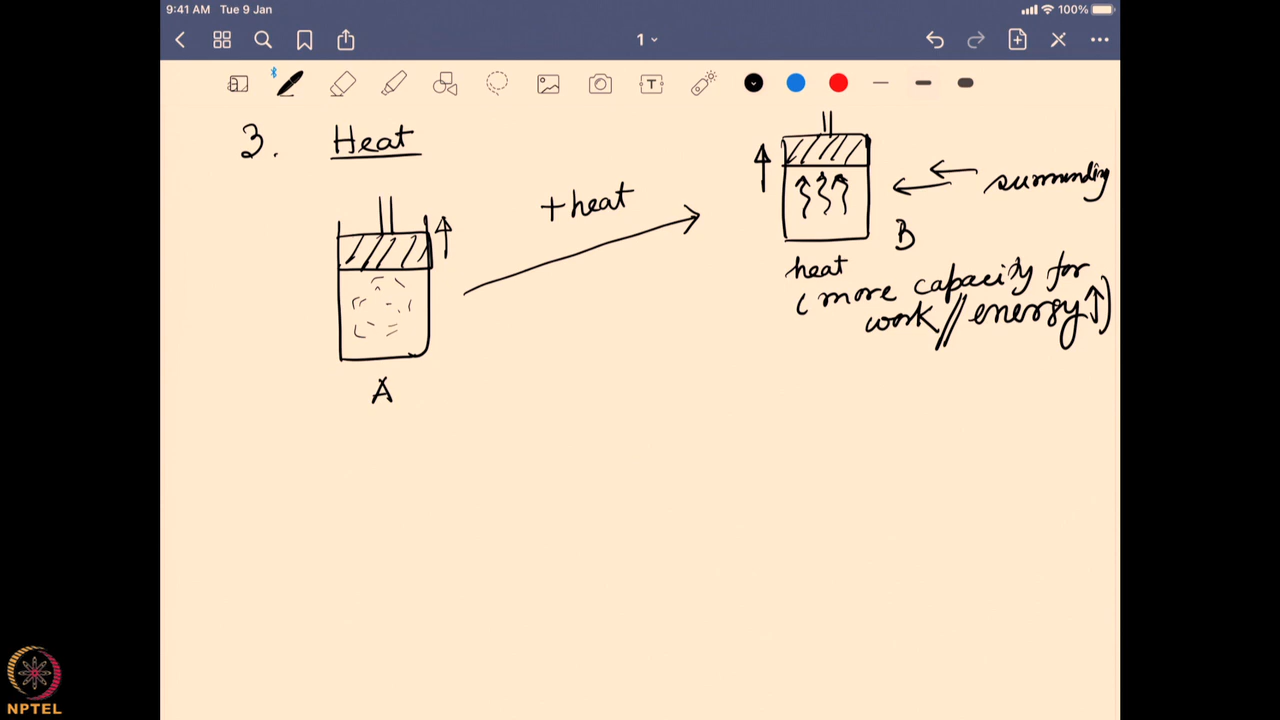 9:41 AM Tue 9 Jan
100%
1
T
3. Heat
+heat
surrounding
A
B
heat
(more capacity for
work // energy↑)
NPTEL